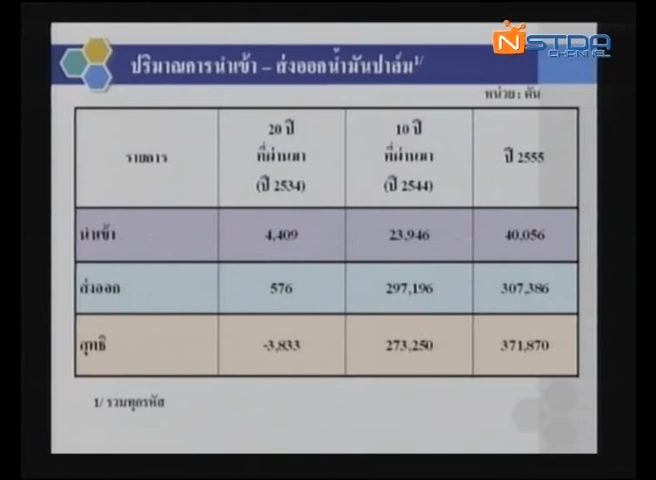 NSTDA
CHANNEL
ปริมาณการนำเข้า – ส่งออกน้ำมันปาล์ม1/
หน่วย : ตัน
รายการ
20 ปี
ที่ผ่านมา
(ปี 2534)
10 ปี
ที่ผ่านมา
(ปี 2544)
ปี 2555
นำเข้า 4,409 23,946 40,056
ส่งออก 576 297,196 307,386
สุทธิ -3,833 273,250 371,870
1/ รวมทุกรหัส